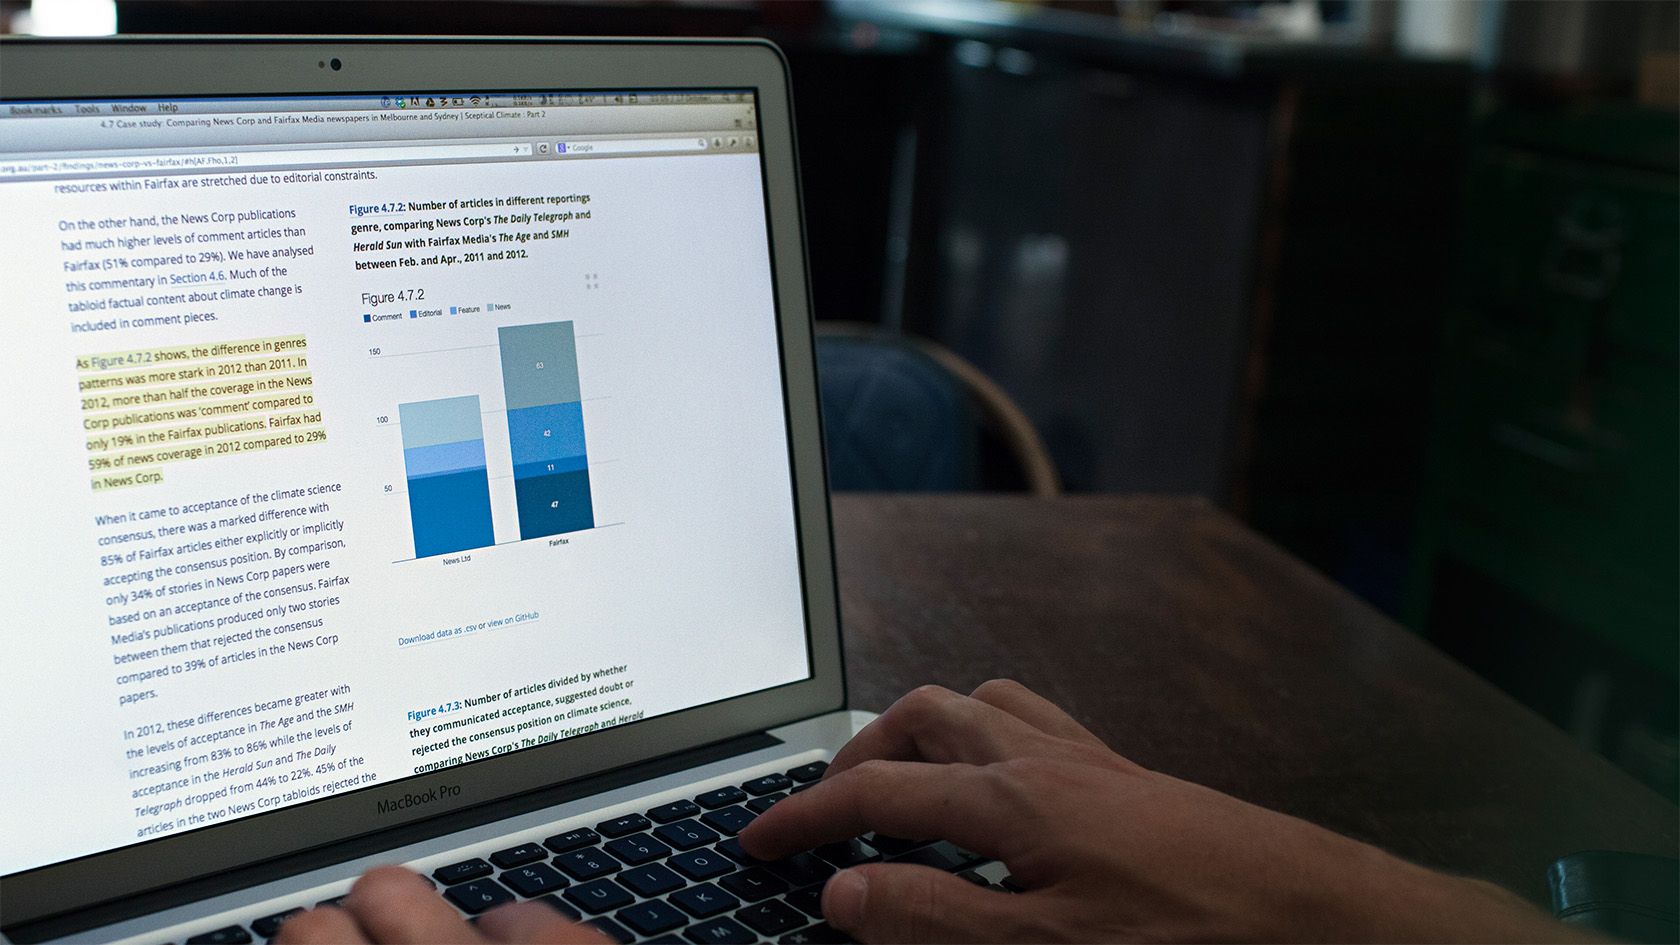 Bookmarks Tools Window Help
4.7 Case study: Comparing News Corp and Fairfax Media newspapers in Melbourne and Sydney | Sceptical Climate : Part 2
.org.au/part-2/findings/news-corp-vs-fairfax/#h[AF,Fho,1,2]
Google
resources within Fairfax are stretched due to editorial constraints.
On the other hand, the News Corp publications
had much higher levels of comment articles than
Fairfax (51% compared to 29%). We have analysed
this commentary in Section 4.6. Much of the
tabloid factual content about climate change is
included in comment pieces.
As Figure 4.7.2 shows, the difference in genres
patterns was more stark in 2012 than 2011. In
2012, more than half the coverage in the News
Corp publications was 'comment' compared to
only 19% in the Fairfax publications. Fairfax had
59% of news coverage in 2012 compared to 29%
in News Corp.
When it came to acceptance of the climate science
consensus, there was a marked difference with
85% of Fairfax articles either explicitly or implicitly
accepting the consensus position. By comparison,
only 34% of stories in News Corp papers were
based on an acceptance of the consensus. Fairfax
Media's publications produced only two stories
between them that rejected the consensus
compared to 39% of articles in the News Corp
papers.
In 2012, these differences became greater with
the levels of acceptance in The Age and the SMH
increasing from 83% to 86% while the levels of
acceptance in the Herald Sun and The Daily
Telegraph dropped from 44% to 22%. 45% of the
articles in the two News Corp tabloids rejected the
Figure 4.7.2: Number of articles in different reportings
genre, comparing News Corp's The Daily Telegraph and
Herald Sun with Fairfax Media's The Age and SMH
between Feb. and Apr., 2011 and 2012.
Figure 4.7.2
Comment Editorial Feature News
150
100
50
63
42
11
47
News Ltd
Fairfax
Download data as .csv or view on GitHub
Figure 4.7.3: Number of articles divided by whether
they communicated acceptance, suggested doubt or
rejected the consensus position on climate science,
comparing News Corp's The Daily Telegraph and Herald
MacBook Pro
^ 6
& 7
* 8
( 9
) 0
U
I
O
J
K
L
M